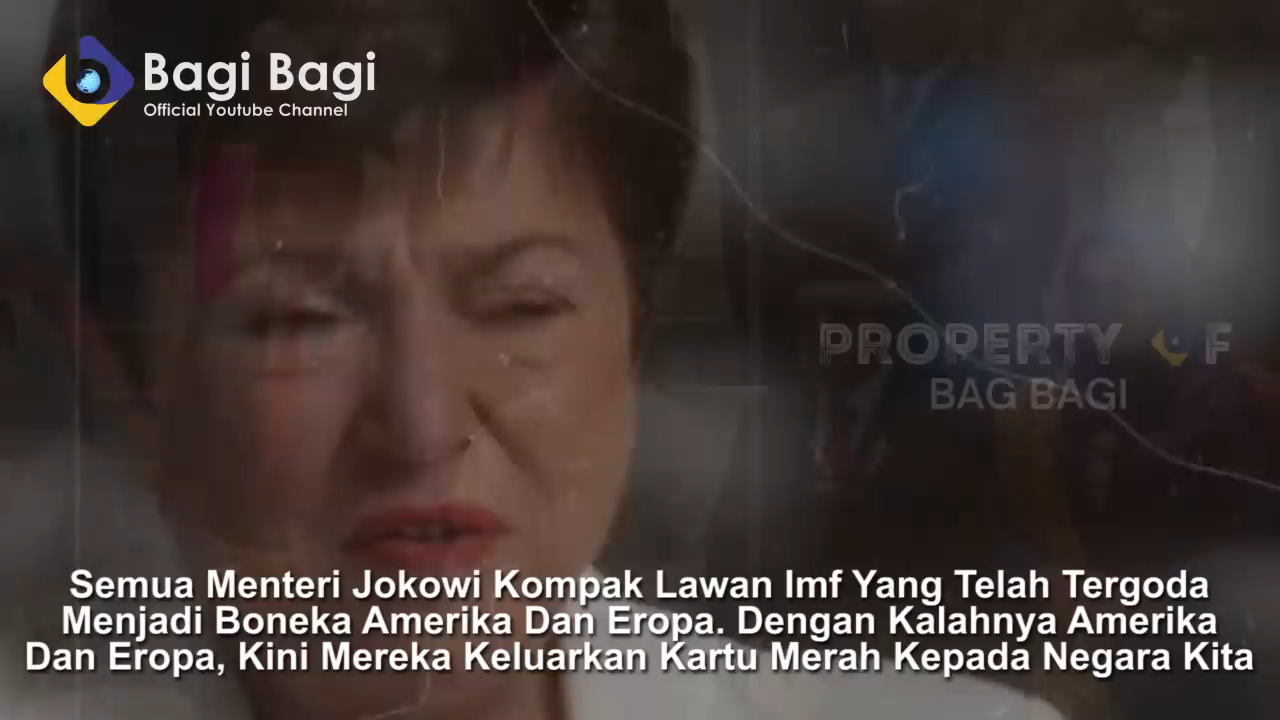 Bagi Bagi
Official Youtube Channel
PROPERTY OF
BAG BAGI
Semua Menteri Jokowi Kompak Lawan Imf Yang Telah Tergoda
Menjadi Boneka Amerika Dan Eropa. Dengan Kalahnya Amerika
Dan Eropa, Kini Mereka Keluarkan Kartu Merah Kepada Negara Kita